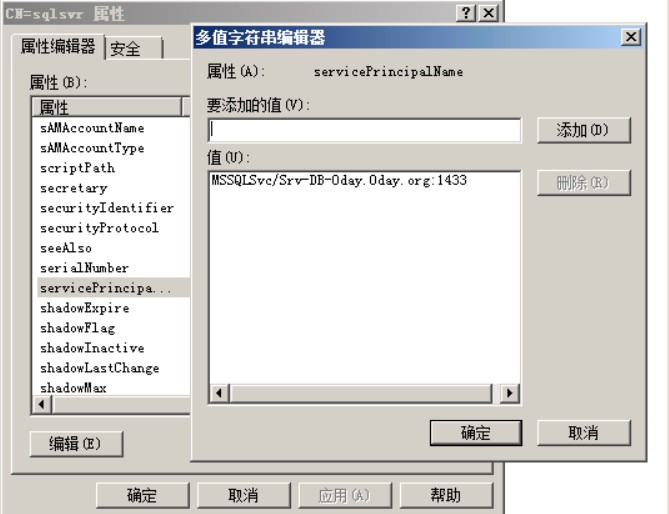 CN=sqlsvr 属性
属性编辑器
安全
属性(B):
属性
sAMAccountName
sAMAccountType
scriptPath
secretary
securityIdentifier
securityProtocol
seeAlso
serialNumber
servicePrincipa...
shadowExpire
shadowFlag
shadowInactive
shadowLastChange
shadowMax
编辑(E)
确定
取消
应用(A)
帮助
多值字符串编辑器
属性(A): servicePrincipalName
要添加的值(V):
添加(D)
值(U):
MSSQLSvc/Srv-DB-0day.0day.org:1433
删除(R)
确定
取消